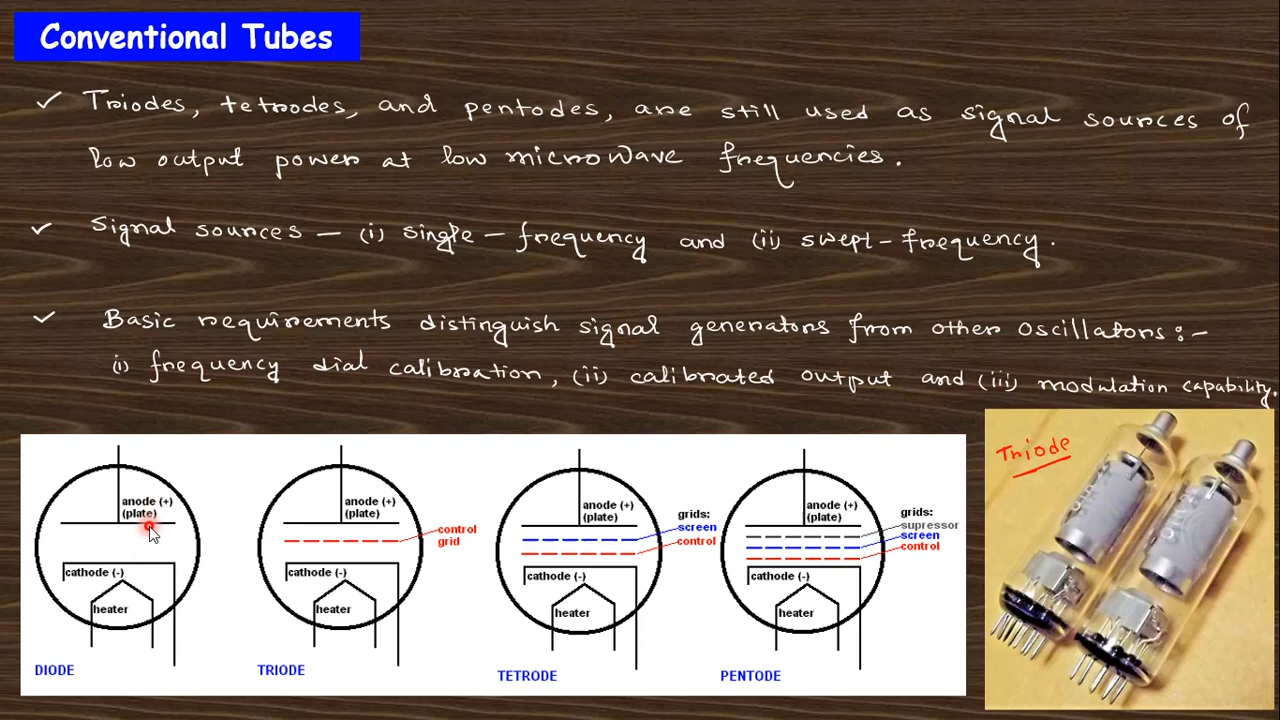 Conventional Tubes
✓ Triodes, tetrodes, and pentodes, are still used as signal sources of
low output power at low microwave frequencies.
✓ Signal sources – (i) single – frequency and (ii) swept – frequency.
✓ Basic requirements distinguish signal generators from other oscillators :-
(i) frequency dial calibration, (ii) calibrated output and (iii) modulation capability.
anode (+)
(plate)
cathode (-)
heater
DIODE
anode (+)
(plate)
control
grid
cathode (-)
heater
TRIODE
anode (+)
(plate)
grids:
screen
control
cathode (-)
heater
TETRODE
anode (+)
(plate)
grids:
supressor
screen
control
cathode (-)
heater
PENTODE
Triode